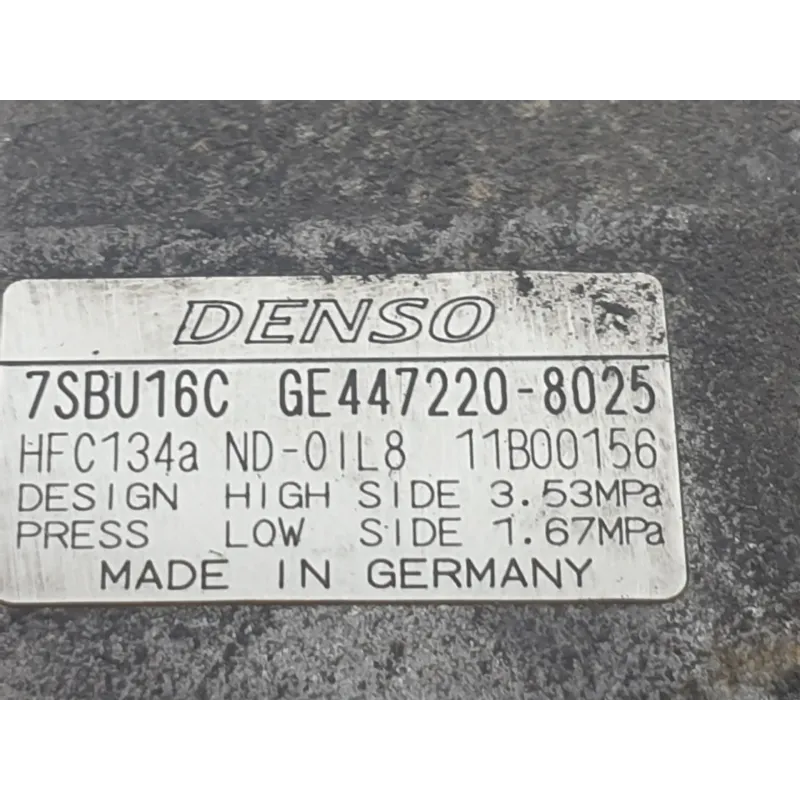 DENSO
7SBU16C GE447220-8025
HFC134a ND-OIL8 11B00156
DESIGN HIGH SIDE 3.53MPa
PRESS LOW SIDE 1.67MPa
MADE IN GERMANY